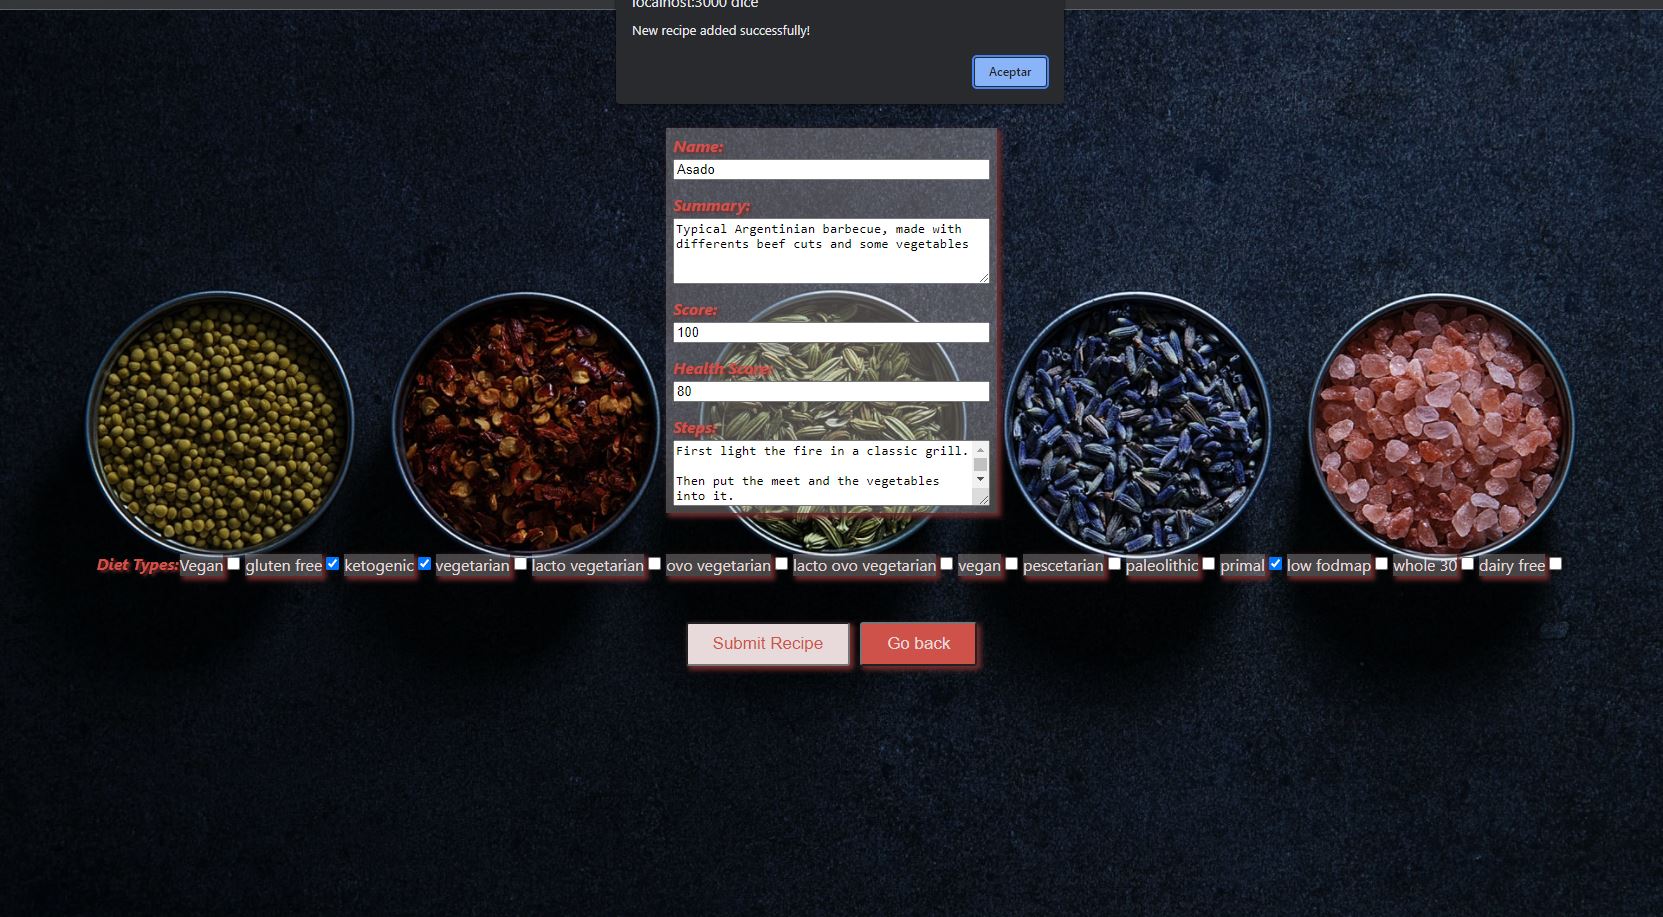 localhost:3000 dice
New recipe added successfully!
Aceptar
Name:
Asado
Summary:
Typical Argentinian barbecue, made with
differents beef cuts and some vegetables
Score:
100
Health Score:
80
Steps:
First light the fire in a classic grill.
Then put the meet and the vegetables
into it.
Diet Types: Vegan gluten free ketogenic vegetarian lacto vegetarian ovo vegetarian lacto ovo vegetarian vegan pescetarian paleolithic primal low fodmap whole 30 dairy free
Submit Recipe Go back